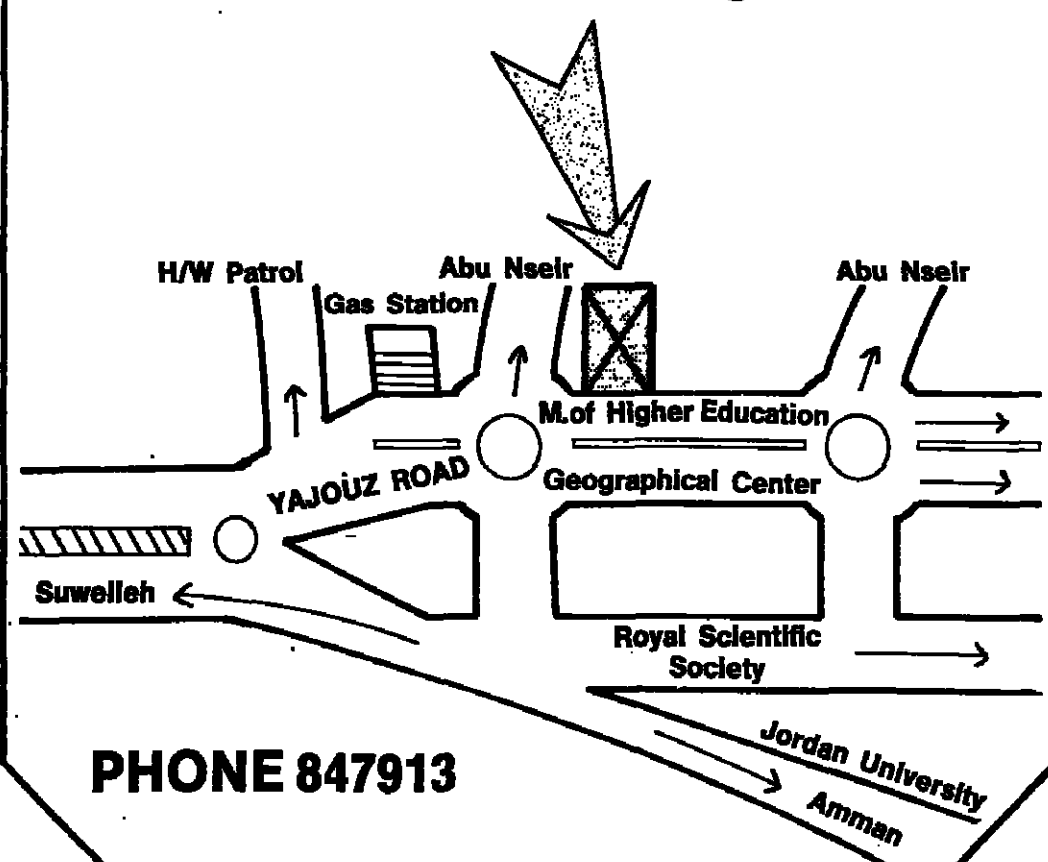 H/W Patrol
Abu Nseir
Abu Nseir
Gas Station
M.of Higher Education
YAJOUZ ROAD
Geographical Center
Suwelleh
Royal Scientific
Society
Jordan University
Amman
PHONE 847913